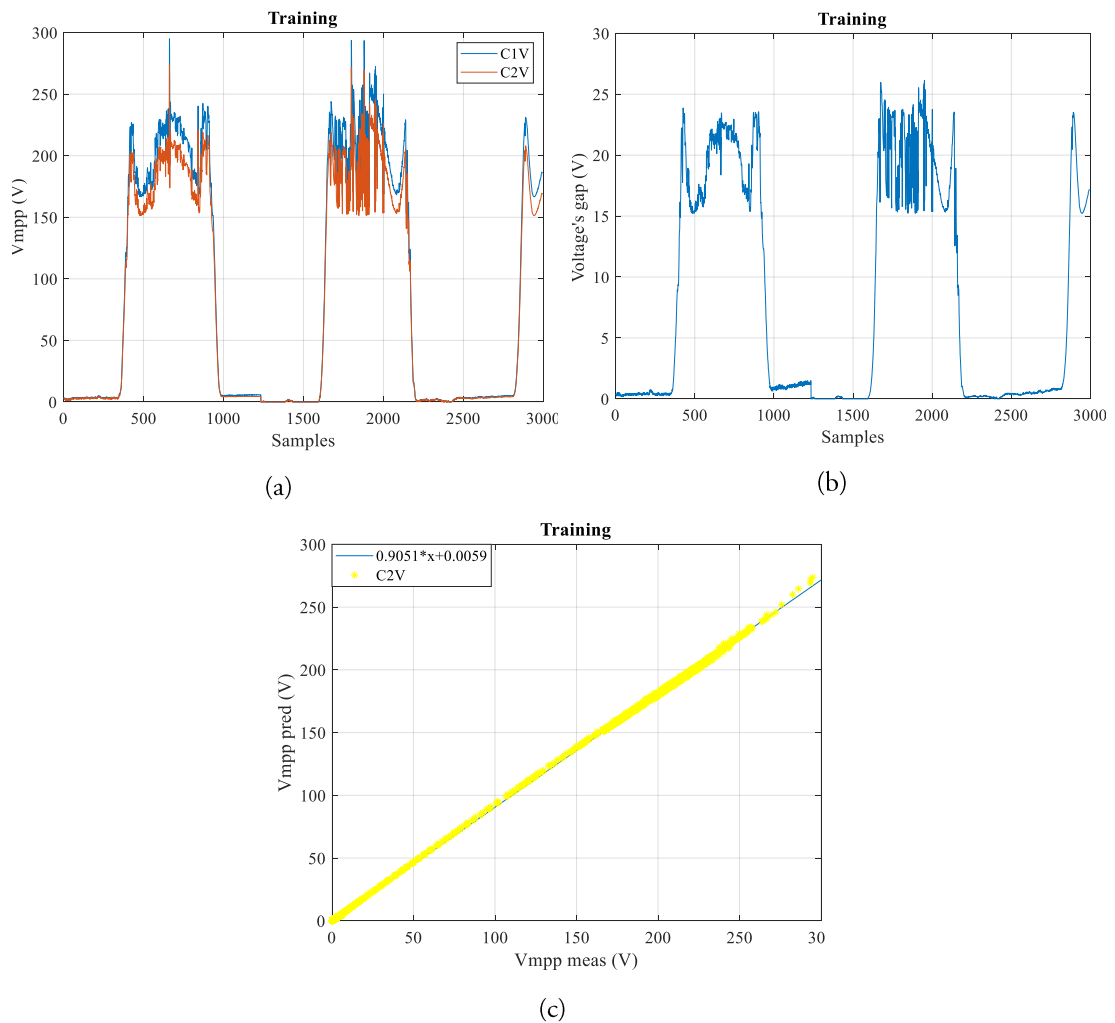 Training
300
250
200
150
100
50
0
Vmpp (V)
C1V
C2V
0 500 1000 1500 2000 2500 3000
Samples
(a)
Training
30
25
20
15
10
5
0
Voltage's gap (V)
0 500 1000 1500 2000 2500 3000
Samples
(b)
Training
300
250
200
150
100
50
0
Vmpp pred (V)
0.9051*x+0.0059
C2V
0 50 100 150 200 250 30
Vmpp meas (V)
(c)